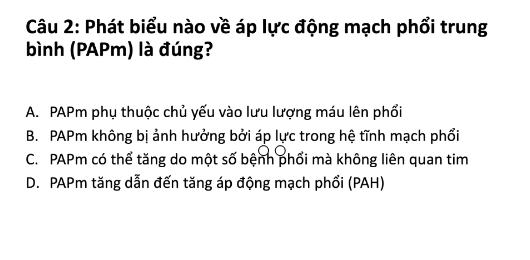 Câu 2: Phát biểu nào về áp lực động mạch phổi trung
bình (PAPm) là đúng?
A. PAPm phụ thuộc chủ yếu vào lưu lượng máu lên phổi
B. PAPm không bị ảnh hưởng bởi áp lực trong hệ tĩnh mạch phổi
C. PAPm có thể tăng do một số bệnh phổi mà không liên quan tim
D. PAPm tăng dẫn đến tăng áp động mạch phổi (PAH)